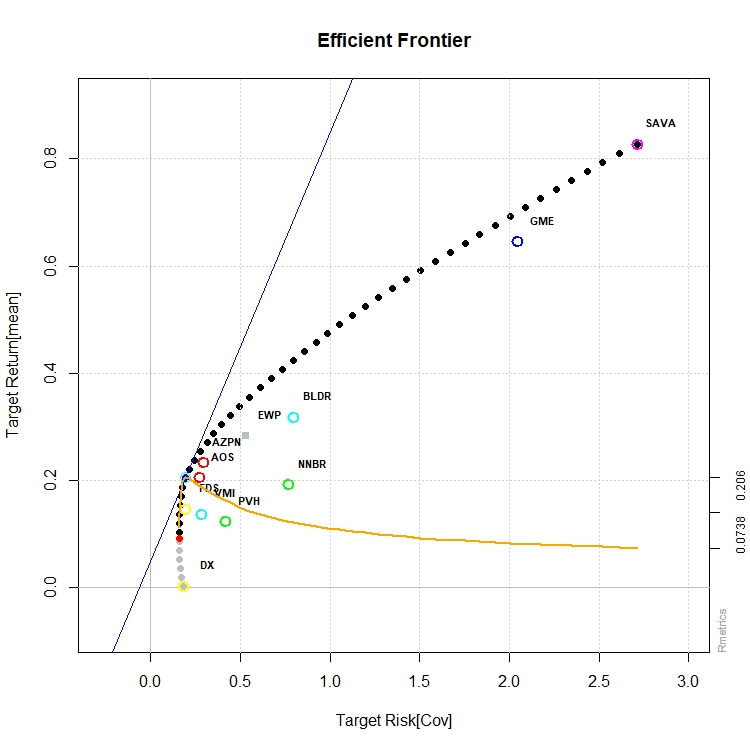 Efficient Frontier
SAVA
GME
BLDR
EWP
AZPN
AOS
NNBR
FDS
VMI
PVH
DX
0.0
0.2
0.4
0.6
0.8
Target Return[mean]
0.0738 0.206
Rmetrics
0.0 0.5 1.0 1.5 2.0 2.5 3.0
Target Risk[Cov]